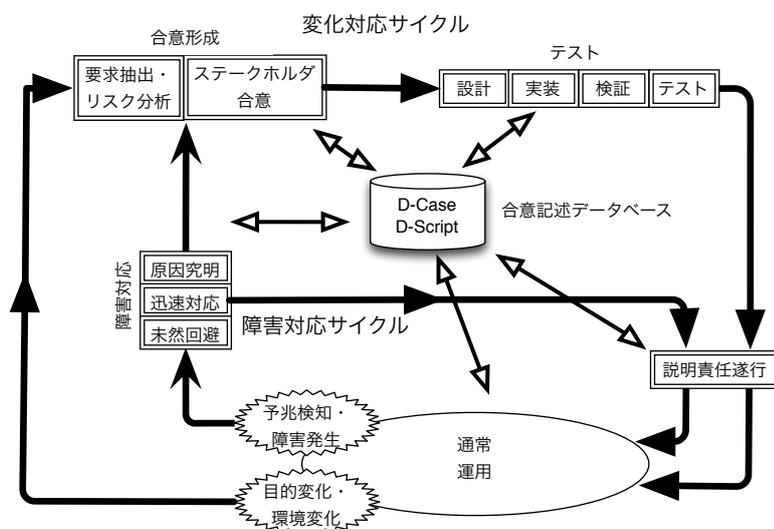 変化対応サイクル
合意形成
テスト
要求抽出・
リスク分析
ステークホルダ
合意
設計
実装
検証
テスト
D-Case
D-Script
合意記述データベース
障害対応
原因究明
迅速対応
未然回避
障害対応サイクル
説明責任遂行
予兆検知・
障害発生
通常
運用
目的変化・
環境変化